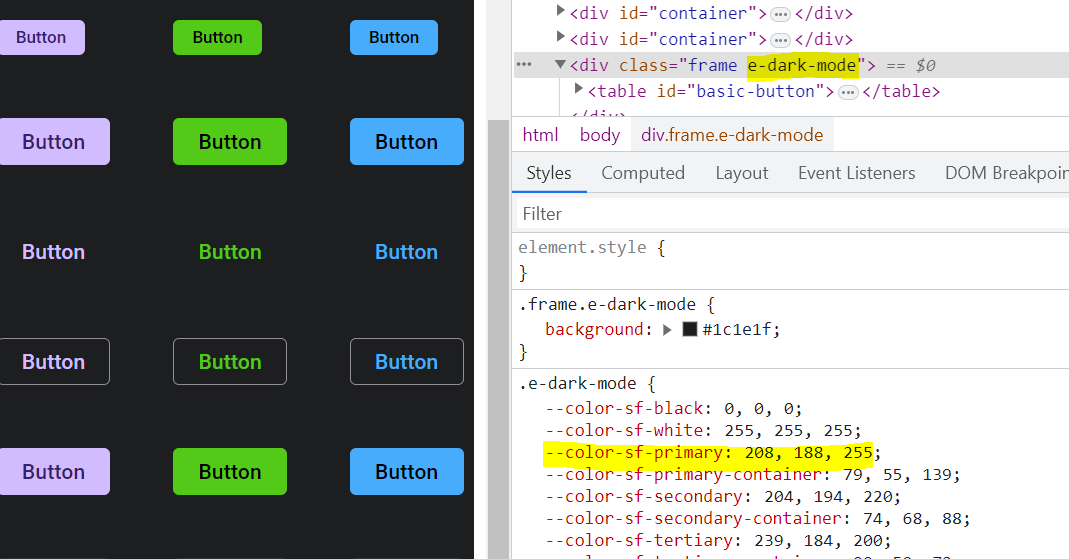 Button Button Button
Button Button Button
Button Button Button
Button Button Button
Button Button Button
<div id="container"> ••• </div>
<div id="container"> ••• </div>
••• <div class="frame e-dark-mode"> == $0
<table id="basic-button"> ••• </table>
</div>
html body div.frame.e-dark-mode
Styles Computed Layout Event Listeners DOM Breakpoin
Filter
element.style {
}
.frame.e-dark-mode {
background: #1c1e1f;
}
.e-dark-mode {
--color-sf-black: 0, 0, 0;
--color-sf-white: 255, 255, 255;
--color-sf-primary: 208, 188, 255;
--color-sf-primary-container: 79, 55, 139;
--color-sf-secondary: 204, 194, 220;
--color-sf-secondary-container: 74, 68, 88;
--color-sf-tertiary: 239, 184, 200;